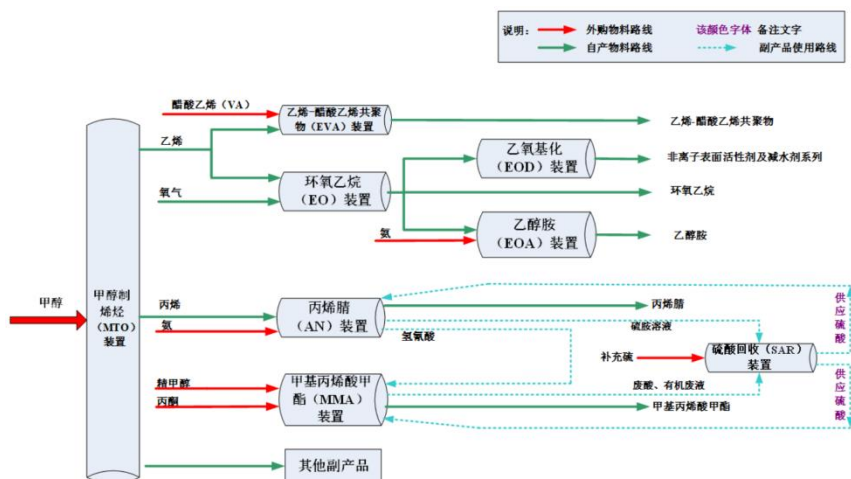 说明：
外购物料路线
该颜色字体
备注文字
自产物料路线
副产品使用路线
醋酸乙烯（VA）
乙烯-醋酸乙烯共聚
物（EVA）装置
乙烯-醋酸乙烯共聚物
乙烯
乙氧基化
（EOD）装置
非离子表面活性剂及减水剂系列
氧气
环氧乙烷
（EO）装置
环氧乙烷
氨
乙醇胺
（EOA）装置
乙醇胺
甲醇
甲醇制
烯烃
（MTO）
装置
丙烯
氨
丙烯腈
（AN）装置
丙烯腈
供应硫酸
硫胺溶液
氢氰酸
补充硫
硫酸回收（SAR）
装置
精甲醇
丙酮
甲基丙烯酸甲
酯（MMA）
装置
废酸、有机废液
甲基丙烯酸甲酯
供应硫酸
其他副产品